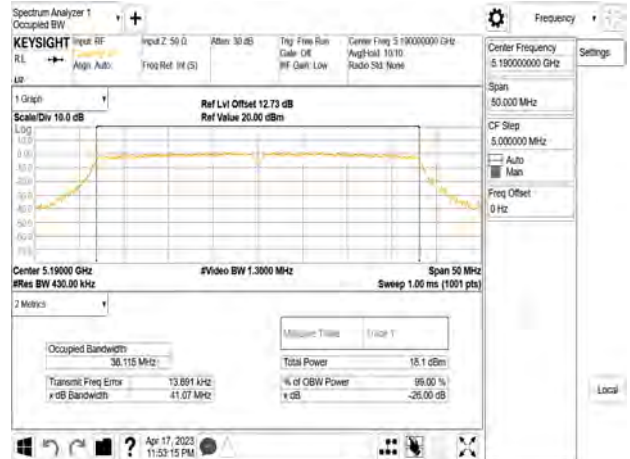 Spectrum Analyzer 1
Occupied BW
Frequency
KEYSIGHT
Input: RF
Input Z: 50 Ω
Atten: 30 dB
Trig: Free Run
Center Freq: 5.190000000 GHz
R L
Gate: Off
Avg|Hold: 10/10
Align: Auto
Freq Ref: Int (S)
#IF Gain: Low
Radio Std: None
Center Frequency
5.190000000 GHz
Settings
Span
50.000 MHz
CF Step
5.000000 MHz
Auto
Man
Freq Offset
0 Hz
Local
1 Graph
Scale/Div 10.0 dB
Ref Lvl Offset 12.73 dB
Ref Value 20.00 dBm
Log
Center 5.19000 GHz
#Video BW 1.3000 MHz
Span 50 MHz
#Res BW 430.00 kHz
Sweep 1.00 ms (1001 pts)
2 Metrics
Measure Trace
Trace 1
Occupied Bandwidth
36.115 MHz
Total Power
18.1 dBm
Transmit Freq Error
13.691 kHz
% of OBW Power
99.00 %
x dB Bandwidth
41.07 MHz
x dB
-26.00 dB
Apr 17, 2023
11:53:15 PM